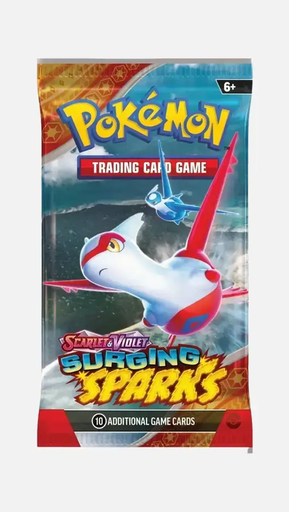 6+
POKéMON
TRADING CARD GAME
SCARLET & VIOLET
SURGING
SPARKS
10 ADDITIONAL GAME CARDS